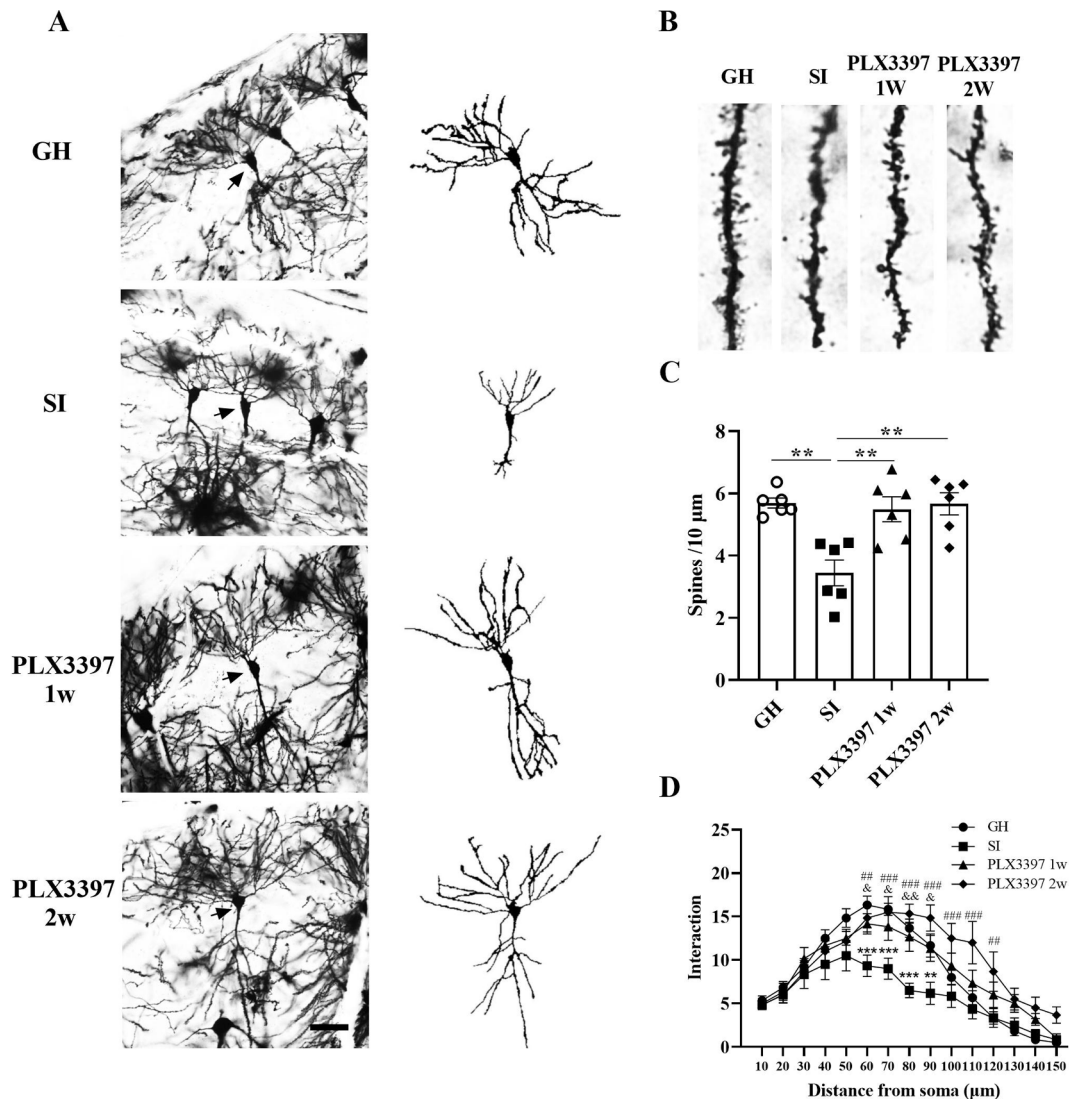 A
GH
SI
PLX3397
1w
PLX3397
2w
B
GH
SI
PLX3397
1W
PLX3397
2W
C
8
6
4
2
0
Spines /10 μm
** ** **
GH
SI
PLX3397 1w
PLX3397 2w
D
25
20
15
10
5
0
Interaction
GH
SI
PLX3397 1w
PLX3397 2w
## ### ### ### ### ### ##
& & && &
*** *** *** **
10 20 30 40 50 60 70 80 90 100 110 120 130 140 150
Distance from soma (μm)